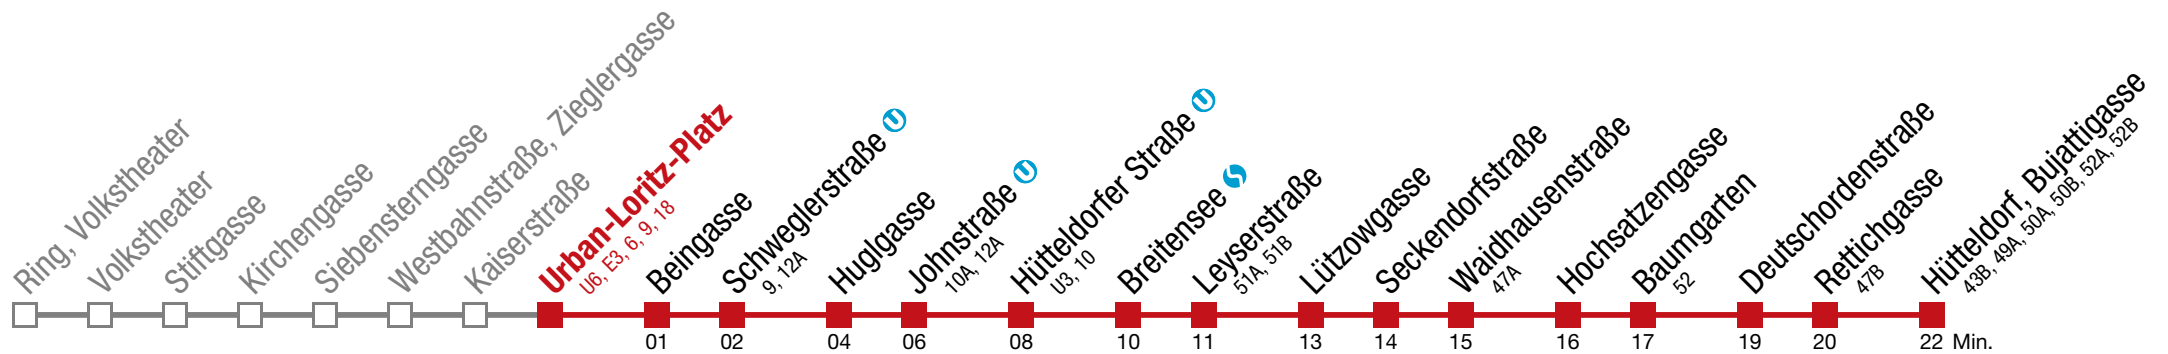 Ring, Volkstheater
Volkstheater
Stiftgasse
Kirchengasse
Siebensterngasse
Westbahnstraße, Zieglergasse
Kaiserstraße
Urban-Loritz-Platz
U6, E3, 6, 9, 18
Beingasse
Schweglerstraße U
9, 12A
Huglgasse
Johnstraße U
10A, 12A
Hütteldorfer Straße U
U3, 10
Breitensee S
Leyserstraße
51A, 51B
Lützowgasse
Seckendorfstraße
Waidhausenstraße
47A
Hochsatzengasse
Baumgarten
52
Deutschordenstraße
Rettichgasse
47B
Hütteldorf, Bujattigasse
43B, 49A, 50A, 50B, 52A, 52B
01 02 04 06 08 10 11 13 14 15 16 17 19 20 22 Min.